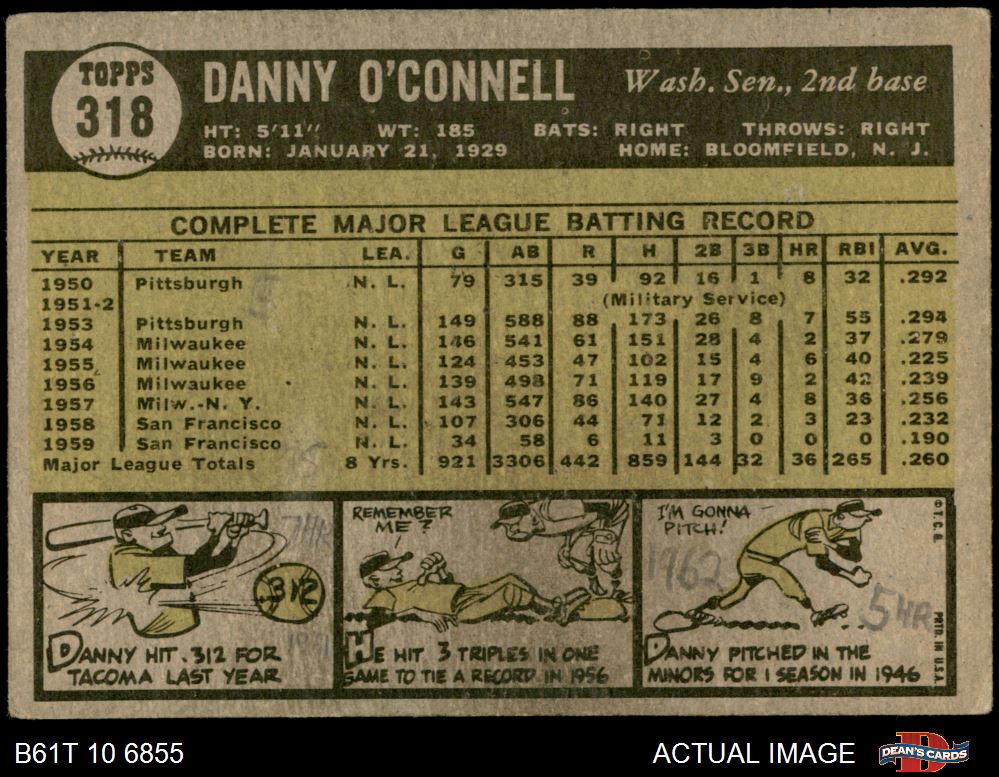 TOPPS
318
DANNY O'CONNELL Wash. Sen., 2nd base
HT: 5'11" WT: 185 BATS: RIGHT THROWS: RIGHT
BORN: JANUARY 21, 1929 HOME: BLOOMFIELD, N. J.
COMPLETE MAJOR LEAGUE BATTING RECORD
YEAR TEAM LEA. G AB R H 2B 3B HR RBI AVG.
1950 Pittsburgh N. L. 79 315 39 92 16 1 8 32 .292
1951-2 (Military Service)
1953 Pittsburgh N. L. 149 588 88 173 26 8 7 55 .294
1954 Milwaukee N. L. 146 541 61 151 28 4 2 37 .279
1955 Milwaukee N. L. 124 453 47 102 15 4 6 40 .225
1956 Milwaukee N. L. 139 498 71 119 17 9 2 42 .239
1957 Milw.-N. Y. N. L. 143 547 86 140 27 4 8 36 .256
1958 San Francisco N. L. 107 306 44 71 12 2 3 23 .232
1959 San Francisco N. L. 34 58 6 11 3 0 0 0 .190
Major League Totals 8 Yrs. 921 3306 442 859 144 32 36 265 .260
.312
DANNY HIT .312 FOR
TACOMA LAST YEAR
7HR
REMEMBER
ME?
HE HIT 3 TRIPLES IN ONE
GAME TO TIE A RECORD IN 1956
I'M GONNA
PITCH!
1962
5HR
DANNY PITCHED IN THE
MINORS FOR 1 SEASON IN 1946
© T.C.G.
PRTD. IN U.S.A.
B61T 10 6855 ACTUAL IMAGE DEAN'S CARDS